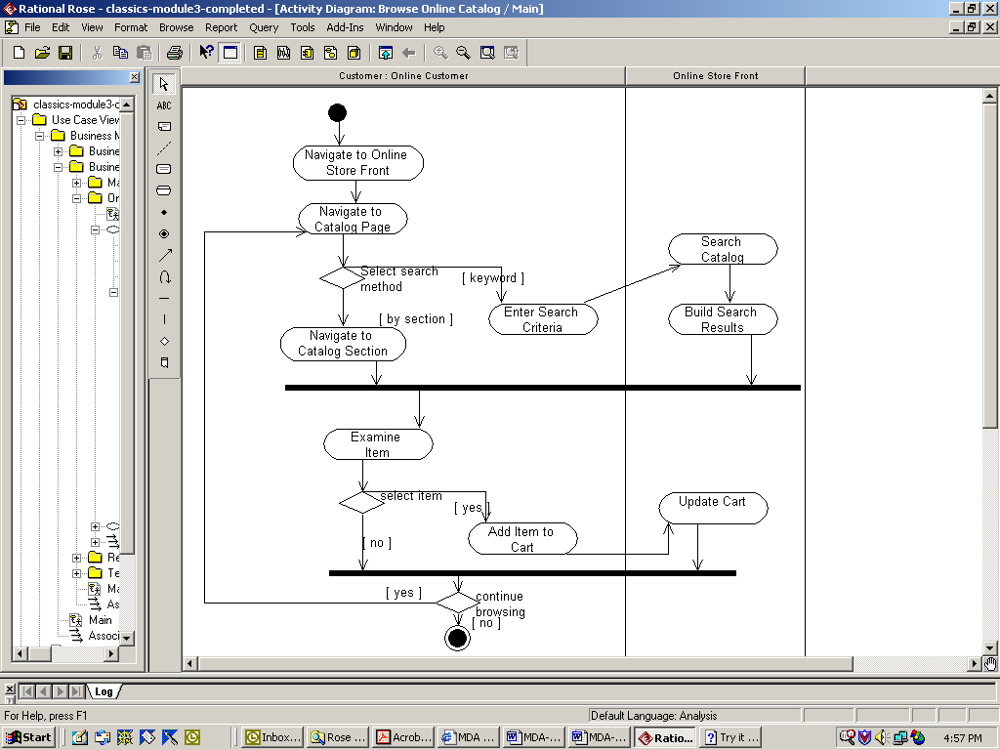 Rational Rose - classics-module3-completed - [Activity Diagram: Browse Online Catalog / Main]
File Edit View Format Browse Report Query Tools Add-Ins Window Help
Customer : Online Customer
Online Store Front
ABC
classics-module3-c
Use Case View
Business M
Busine
Busine
Ma
On
Re
Te
Ma
As
Main
Associ
Navigate to Online
Store Front
Navigate to
Catalog Page
Select search
method
[ keyword ]
[ by section ]
Enter Search
Criteria
Search
Catalog
Build Search
Results
Navigate to
Catalog Section
Examine
Item
select item
[ yes ]
[ no ]
Add Item to
Cart
Update Cart
[ yes ]
continue
browsing
[ no ]
Log
For Help, press F1
Default Language: Analysis
Start
Inbox...
Rose ...
Acrob...
MDA ...
MDA-...
MDA-...
Ratio...
Try it ...
4:57 PM